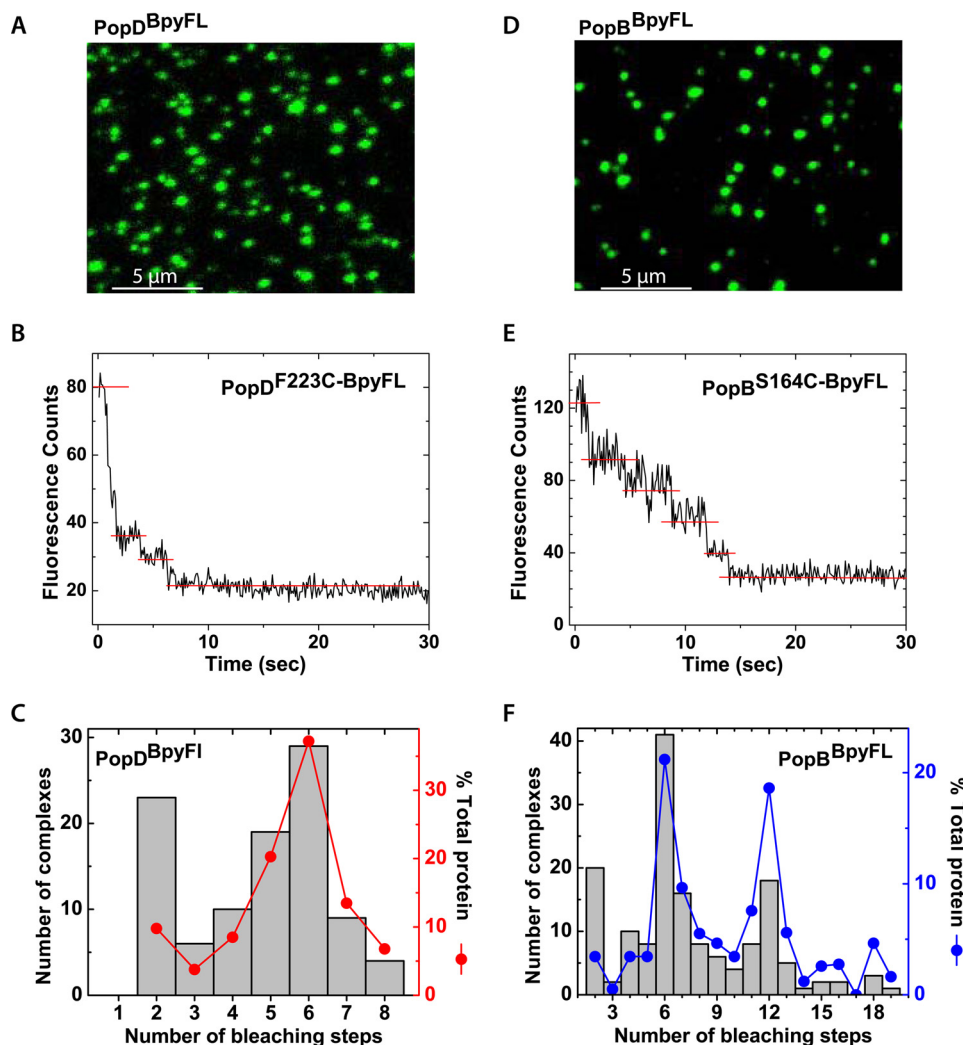 A
PopD BpyFL
5 µm
D
PopB BpyFL
5 µm
B
PopD F223C-BpyFL
Fluorescence Counts
80
60
40
20
0
10
20
30
Time (sec)
E
PopB S164C-BpyFL
Fluorescence Counts
120
80
40
0
0
10
20
30
Time (sec)
C
PopD BpyFl
Number of complexes
30
20
10
0
% Total protein
30
20
10
0
1 2 3 4 5 6 7 8
Number of bleaching steps
F
PopB BpyFL
Number of complexes
40
30
20
10
0
% Total protein
20
10
0
3 6 9 12 15 18
Number of bleaching steps